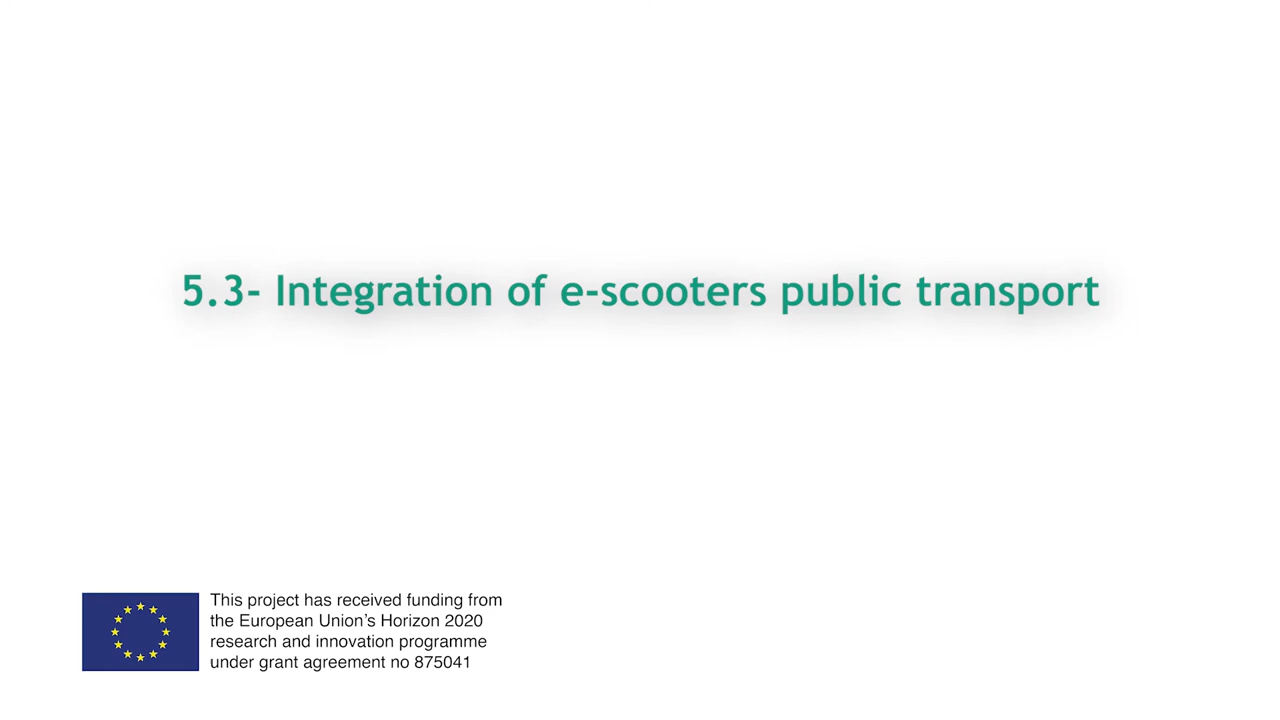 5.3- Integration of e-scooters public transport
This project has received funding from
the European Union’s Horizon 2020
research and innovation programme
under grant agreement no 875041